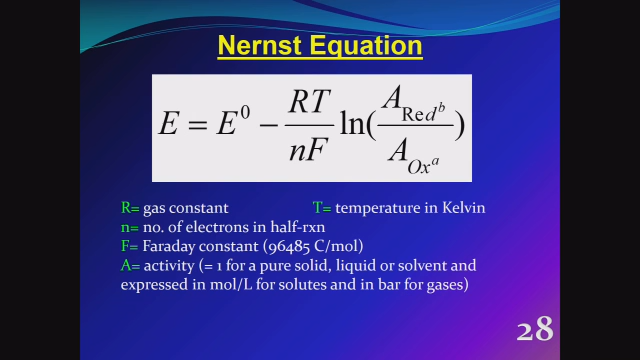 Nernst Equation
E = E⁰ − RT/nF ln(A_Red^b / A_Ox^a)
R= gas constant T= temperature in Kelvin
n= no. of electrons in half-rxn
F= Faraday constant (96485 C/mol)
A= activity (= 1 for a pure solid, liquid or solvent and
expressed in mol/L for solutes and in bar for gases)
28